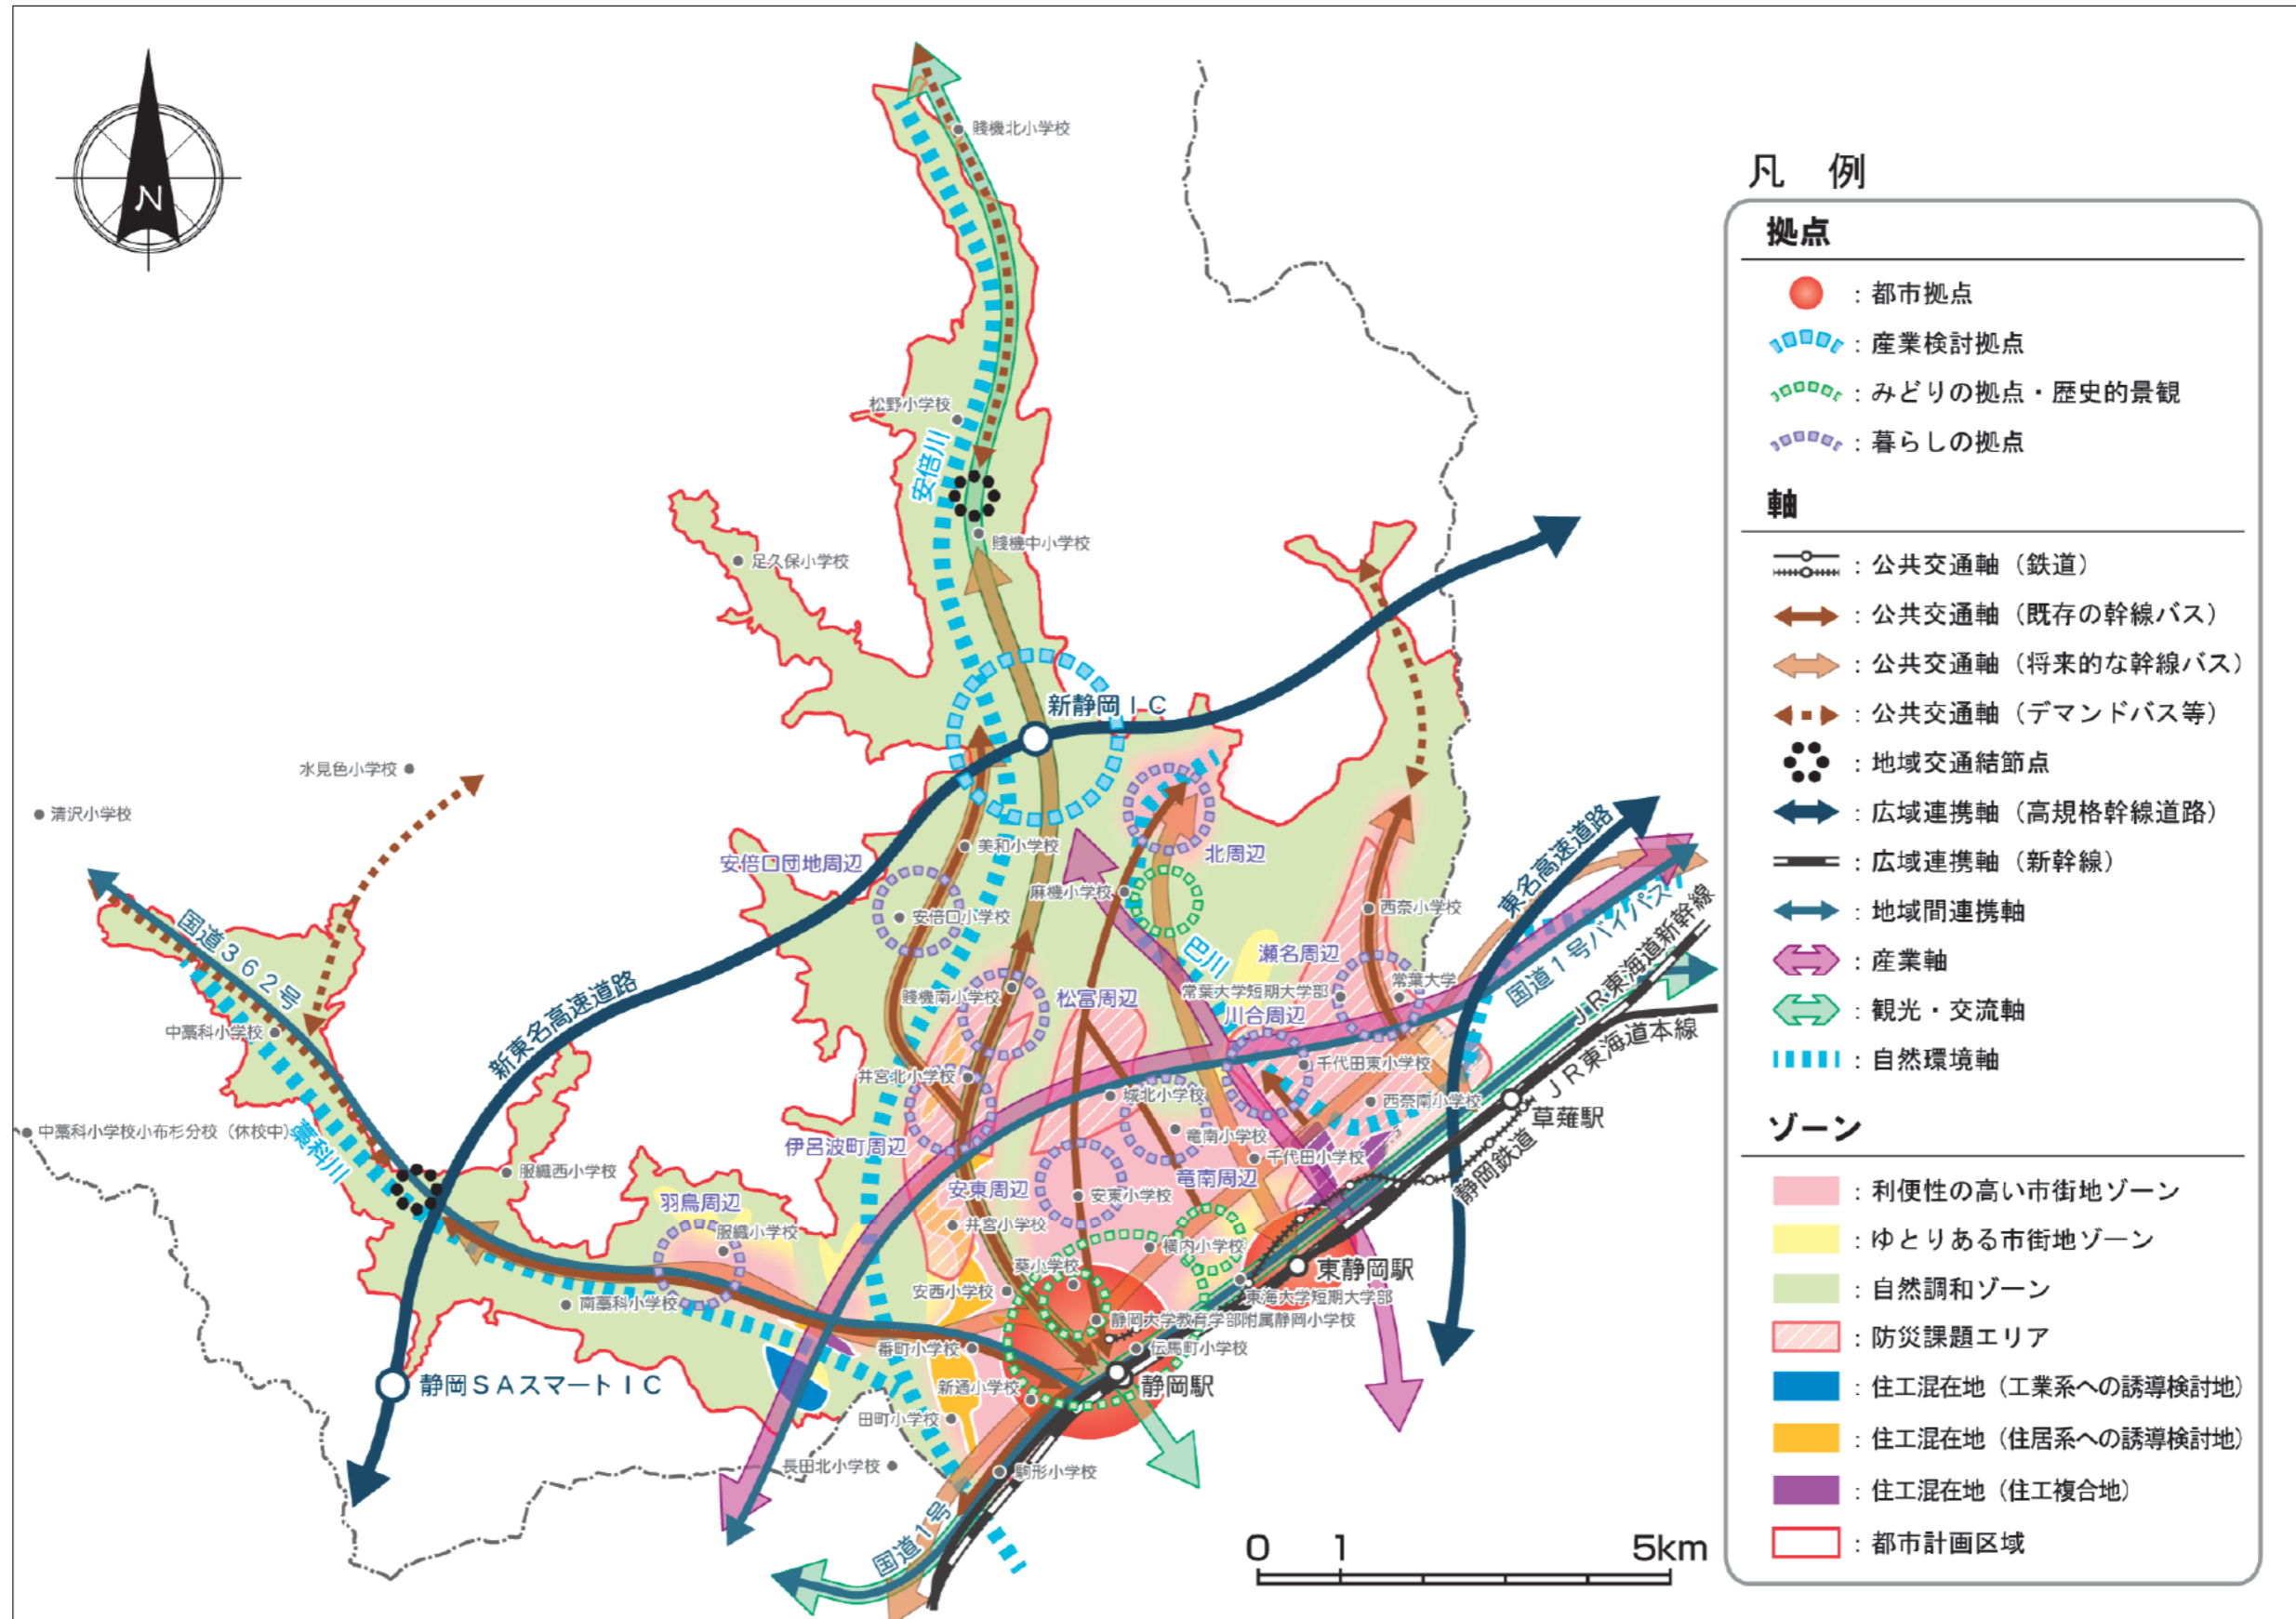 N
賤機北小学校
松野小学校
安倍川
賤機中小学校
足久保小学校
新静岡ＩＣ
水見色小学校
清沢小学校
美和小学校
安倍口団地周辺
北周辺
麻機小学校
安倍口小学校
西奈小学校
東名高速道路
国道１号バイパス
ＪＲ東海道新幹線
国道３６２号
巴川
瀬名周辺
常葉大学
賤機南小学校
松富周辺
常葉大学短期大学部
川合周辺
新東名高速道路
中藁科小学校
ＪＲ東海道本線
井宮北小学校
千代田東小学校
城北小学校
西奈南小学校
草薙駅
中藁科小学校小布杉分校（休校中）
藁科川
伊呂波町周辺
竜南小学校
千代田小学校
静岡鉄道
服織西小学校
竜南周辺
安東周辺
安東小学校
羽鳥周辺
服織小学校
井宮小学校
横内小学校
葵小学校
東静岡駅
安西小学校
東海大学短期大学部
南藁科小学校
静岡大学教育学部附属静岡小学校
番町小学校
伝馬町小学校
静岡ＳＡスマートＩＣ
新通小学校
静岡駅
田町小学校
長田北小学校
駒形小学校
国道１号
0 1 5km
凡 例
拠点
：都市拠点
：産業検討拠点
：みどりの拠点・歴史的景観
：暮らしの拠点
軸
：公共交通軸（鉄道）
：公共交通軸（既存の幹線バス）
：公共交通軸（将来的な幹線バス）
：公共交通軸（デマンドバス等）
：地域交通結節点
：広域連携軸（高規格幹線道路）
：広域連携軸（新幹線）
：地域間連携軸
：産業軸
：観光・交流軸
：自然環境軸
ゾーン
：利便性の高い市街地ゾーン
：ゆとりある市街地ゾーン
：自然調和ゾーン
：防災課題エリア
：住工混在地（工業系への誘導検討地）
：住工混在地（住居系への誘導検討地）
：住工混在地（住工複合地）
：都市計画区域